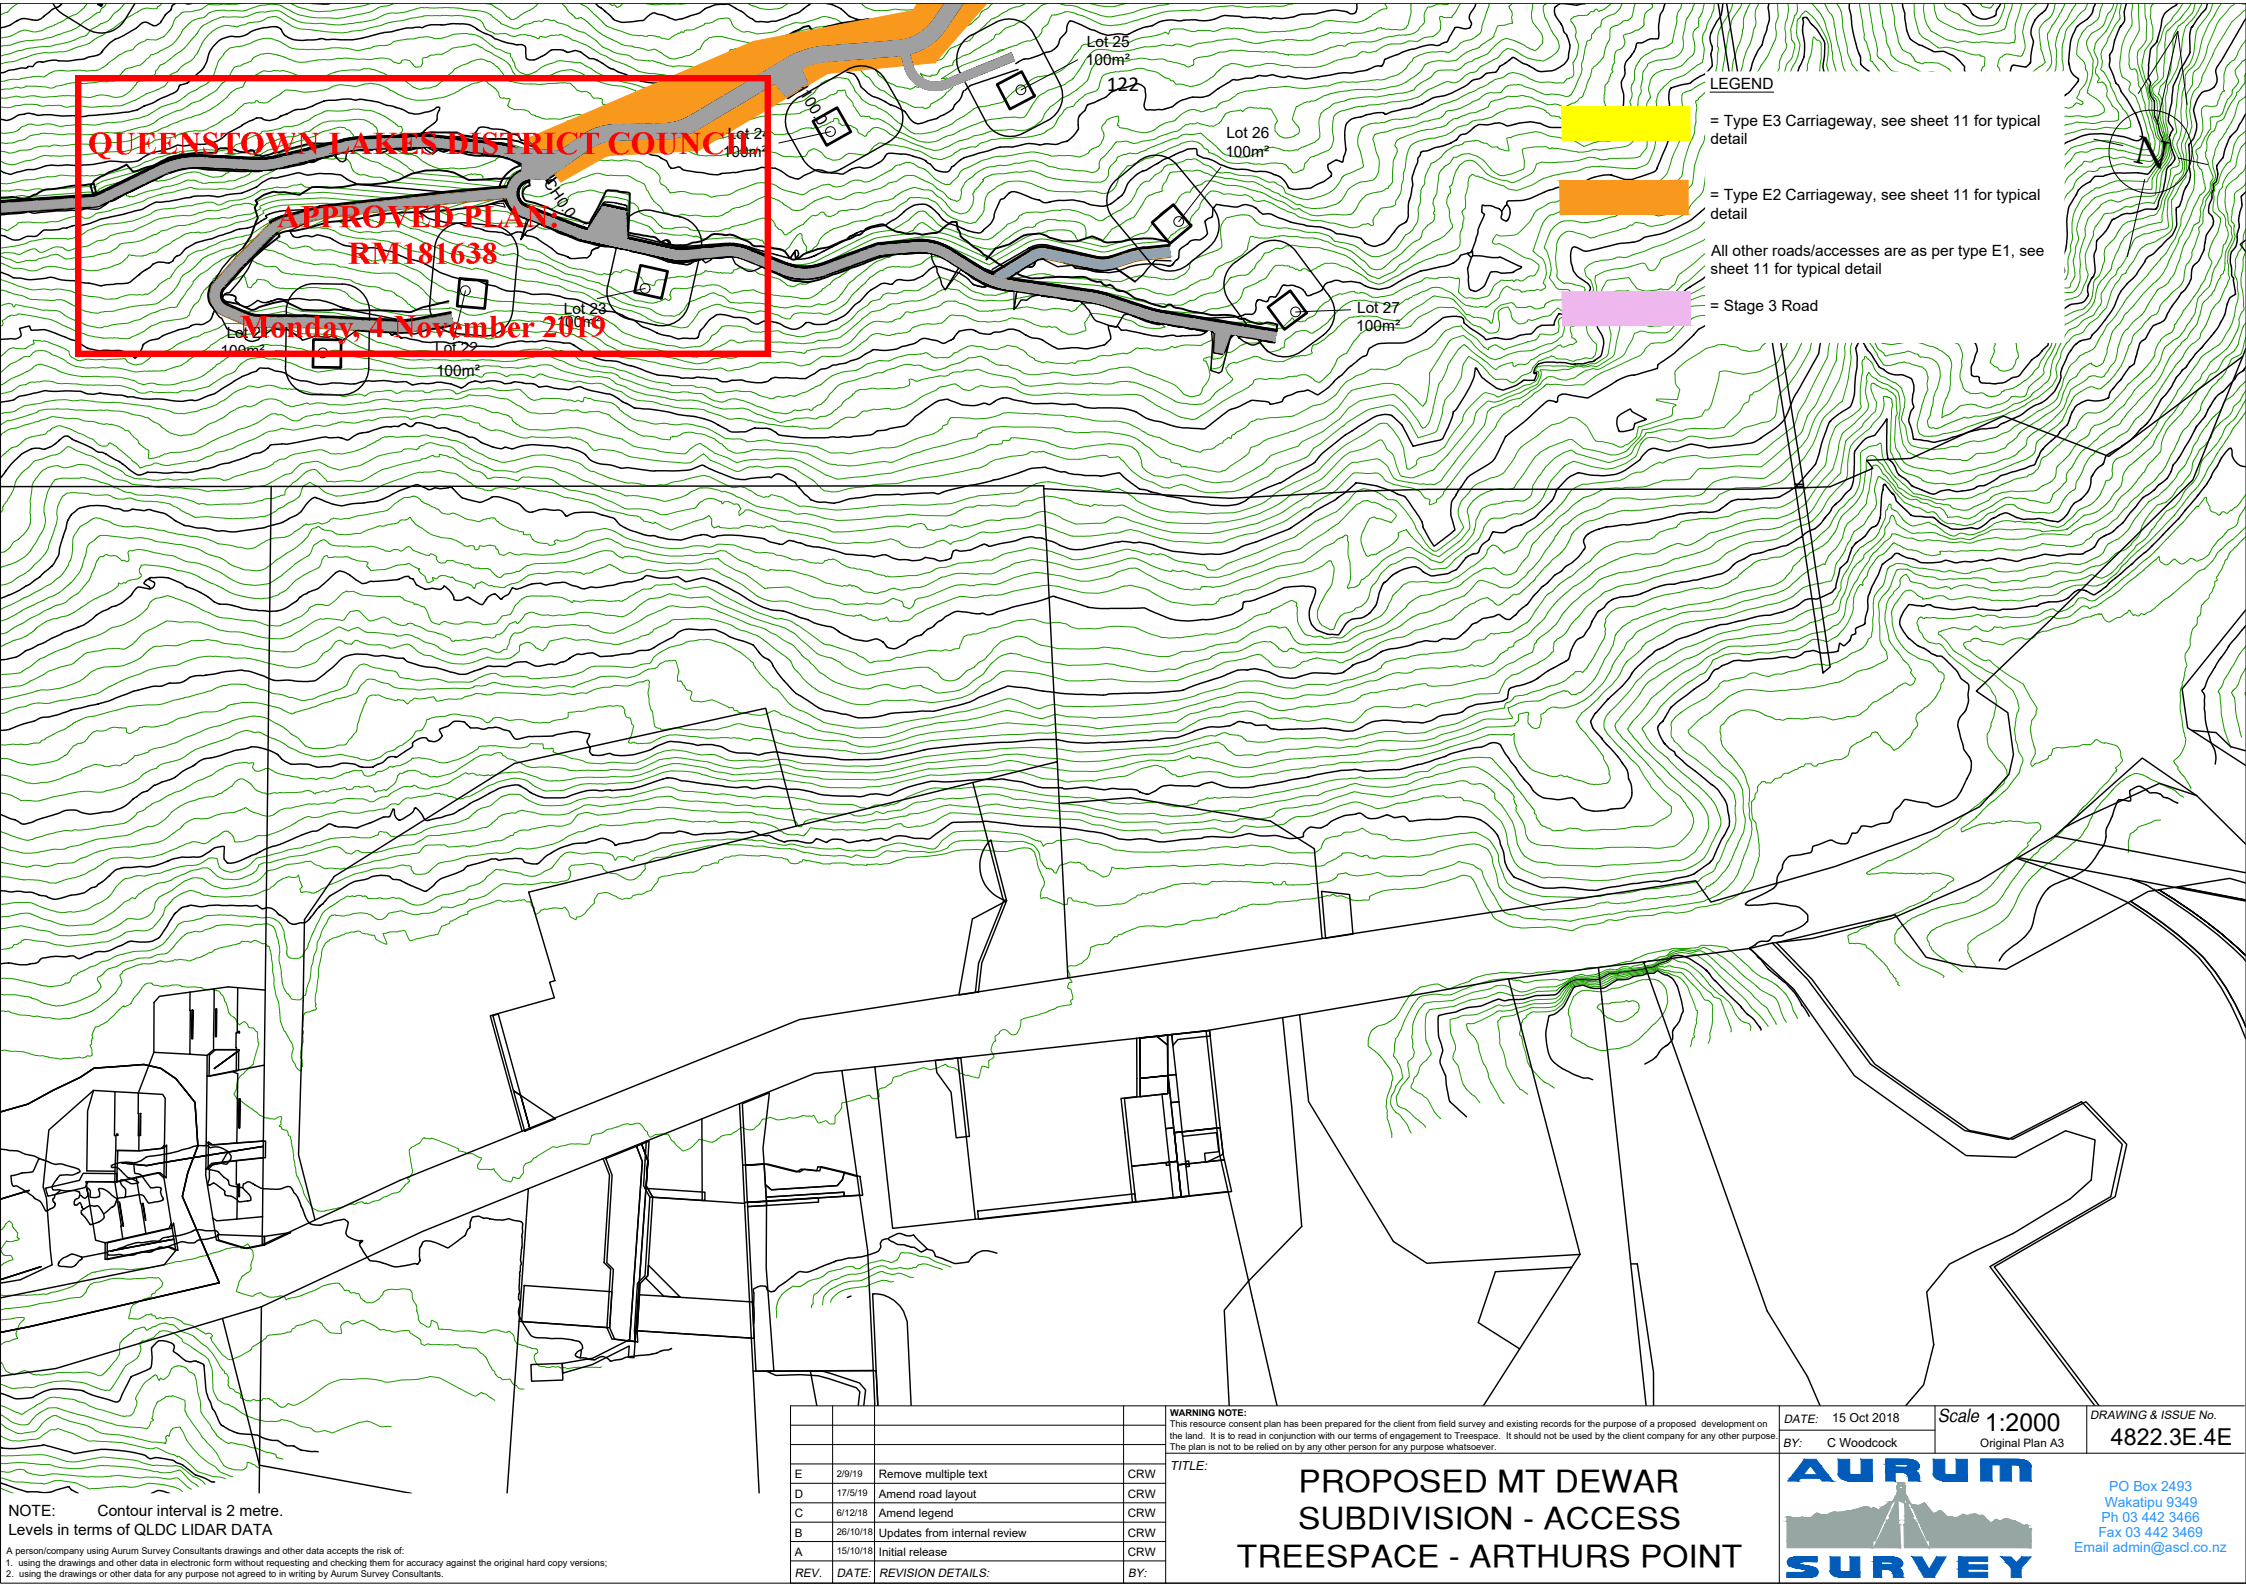 Lot 25
100m²
122
LEGEND
= Type E3 Carriageway, see sheet 11 for typical
detail
= Type E2 Carriageway, see sheet 11 for typical
detail
All other roads/accesses are as per type E1, see
sheet 11 for typical detail
= Stage 3 Road
N
QUEENSTOWN LAKES DISTRICT COUNCIL
APPROVED PLAN:
RM181638
Monday, 4 November 2019
Lot 24
100m²
Lot 26
100m²
CH0.0
Lot 23
100m²
Lot 27
100m²
Lot
100m²
Lot 22
100m²
NOTE: Contour interval is 2 metre.
Levels in terms of QLDC LIDAR DATA
A person/company using Aurum Survey Consultants drawings and other data accepts the risk of:
1. using the drawings and other data in electronic form without requesting and checking them for accuracy against the original hard copy versions;
2. using the drawings or other data for any purpose not agreed to in writing by Aurum Survey Consultants.
E 2/9/19 Remove multiple text CRW
D 17/5/19 Amend road layout CRW
C 6/12/18 Amend legend CRW
B 26/10/18 Updates from internal review CRW
A 15/10/18 Initial release CRW
REV. DATE: REVISION DETAILS: BY:
WARNING NOTE:
This resource consent plan has been prepared for the client from field survey and existing records for the purpose of a proposed development on
the land. It is to read in conjunction with our terms of engagement to Treespace. It should not be used by the client company for any other purpose.
The plan is not to be relied on by any other person for any purpose whatsoever.
TITLE:
PROPOSED MT DEWAR
SUBDIVISION - ACCESS
TREESPACE - ARTHURS POINT
DATE: 15 Oct 2018
BY: C Woodcock
Scale 1:2000
Original Plan A3
DRAWING & ISSUE No.
4822.3E.4E
AURUM
SURVEY
PO Box 2493
Wakatipu 9349
Ph 03 442 3466
Fax 03 442 3469
Email admin@ascl.co.nz